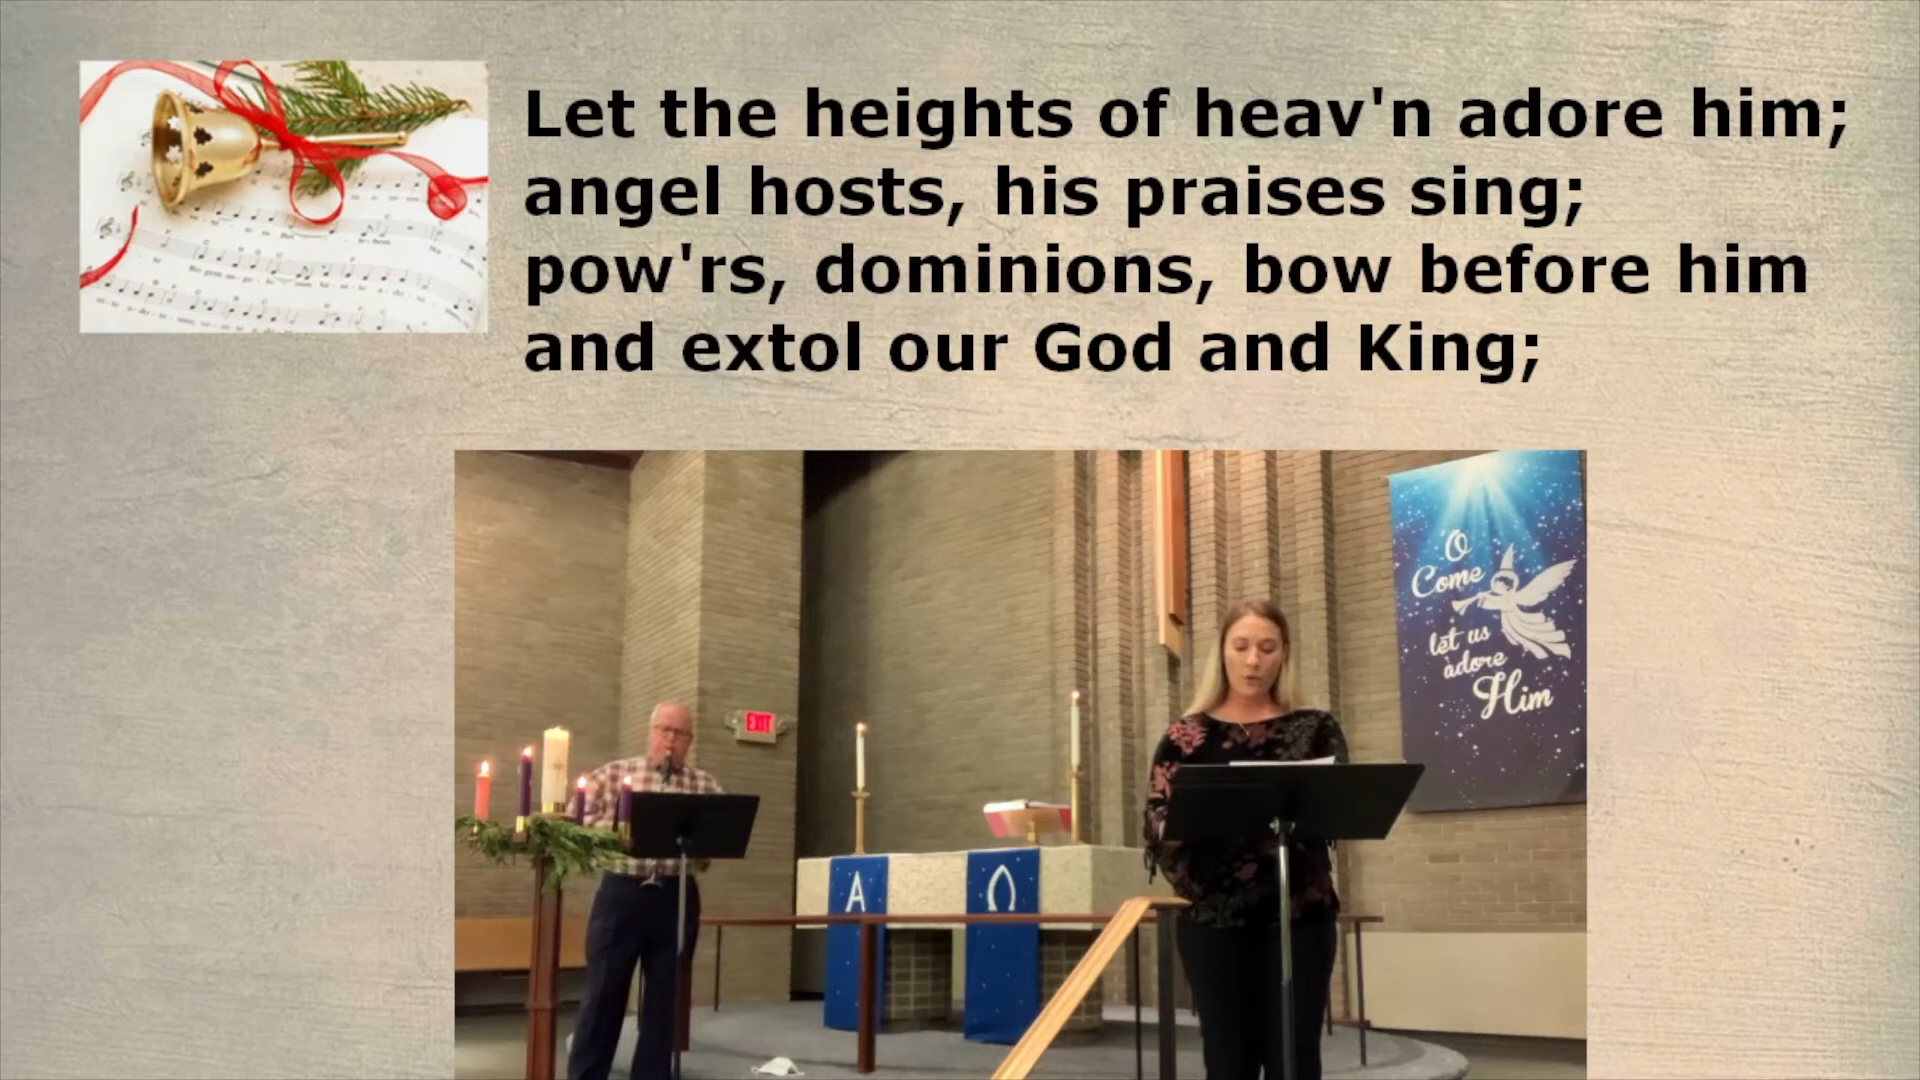 Let the heights of heav'n adore him;
angel hosts, his praises sing;
pow'rs, dominions, bow before him
and extol our God and King;
O
Come
let us
adore
Him
EXIT
A
Ω